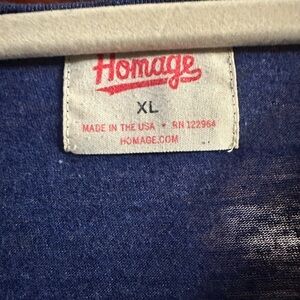 Homage
XL
MADE IN THE USA • RN 122964
HOMAGE.COM